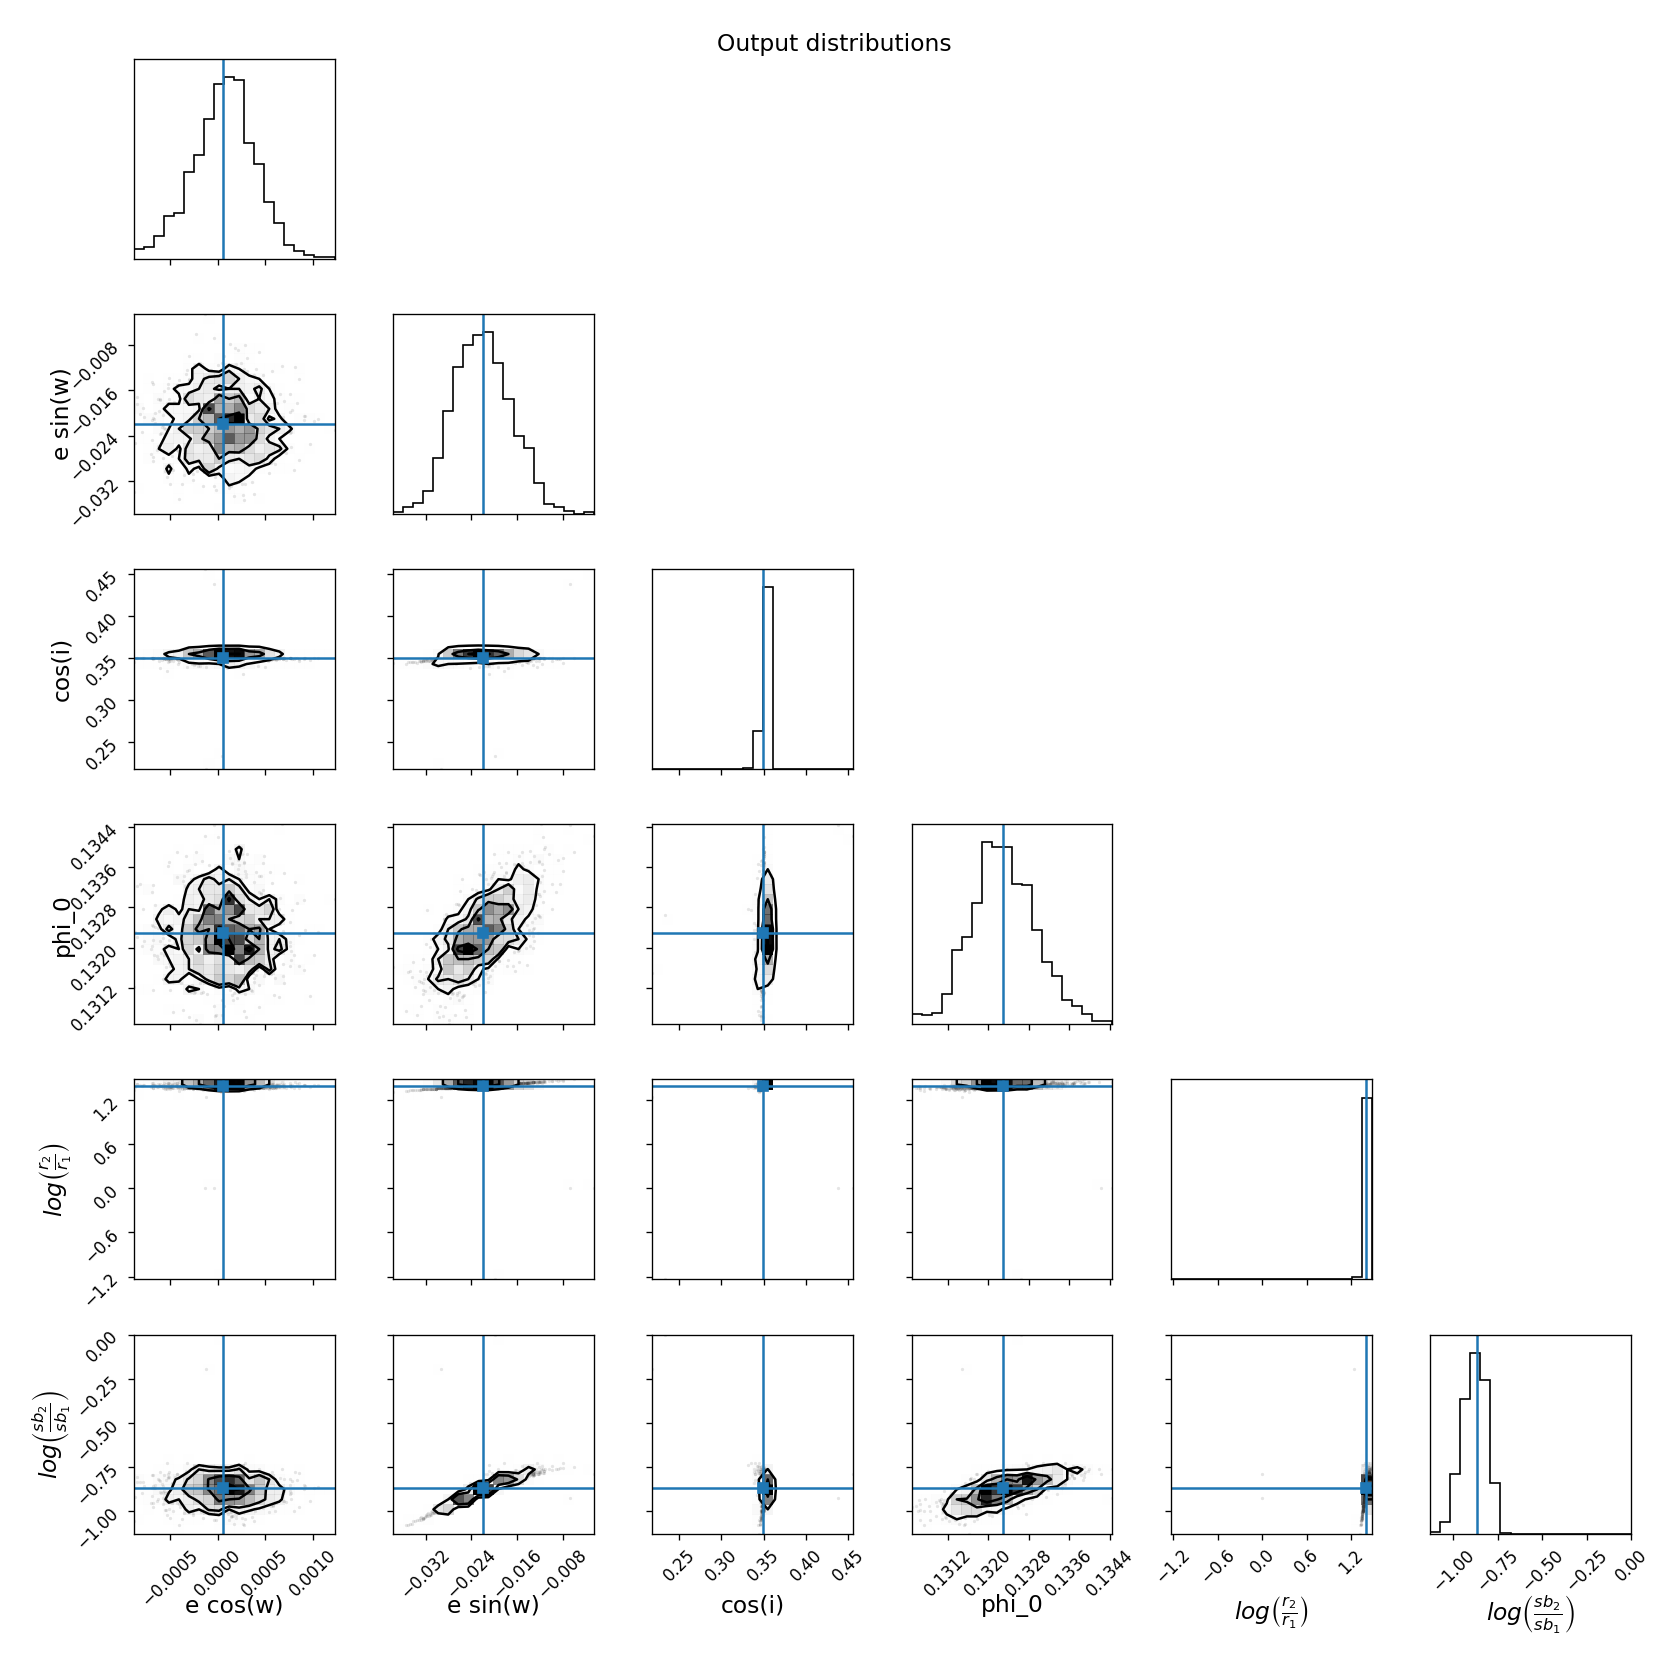 Output distributions
−0.008
−0.016
−0.024
−0.032
e sin(w)
0.45
0.40
0.35
0.30
0.25
cos(i)
0.1344
0.1336
0.1328
0.1320
0.1312
phi_0
1.2
0.6
0.0
−0.6
−1.2
log(r₂/r₁)
0.00
−0.25
−0.50
−0.75
−1.00
log(sb₂/sb₁)
−0.0005 0.0000 0.0005 0.0010
−0.032 −0.024 −0.016 −0.008
0.25 0.30 0.35 0.40 0.45
0.1312 0.1320 0.1328 0.1336 0.1344
−1.2 −0.6 0.0 0.6 1.2
−1.00 −0.75 −0.50 −0.25 0.00
e cos(w) e sin(w) cos(i) phi_0 log(r₂/r₁) log(sb₂/sb₁)